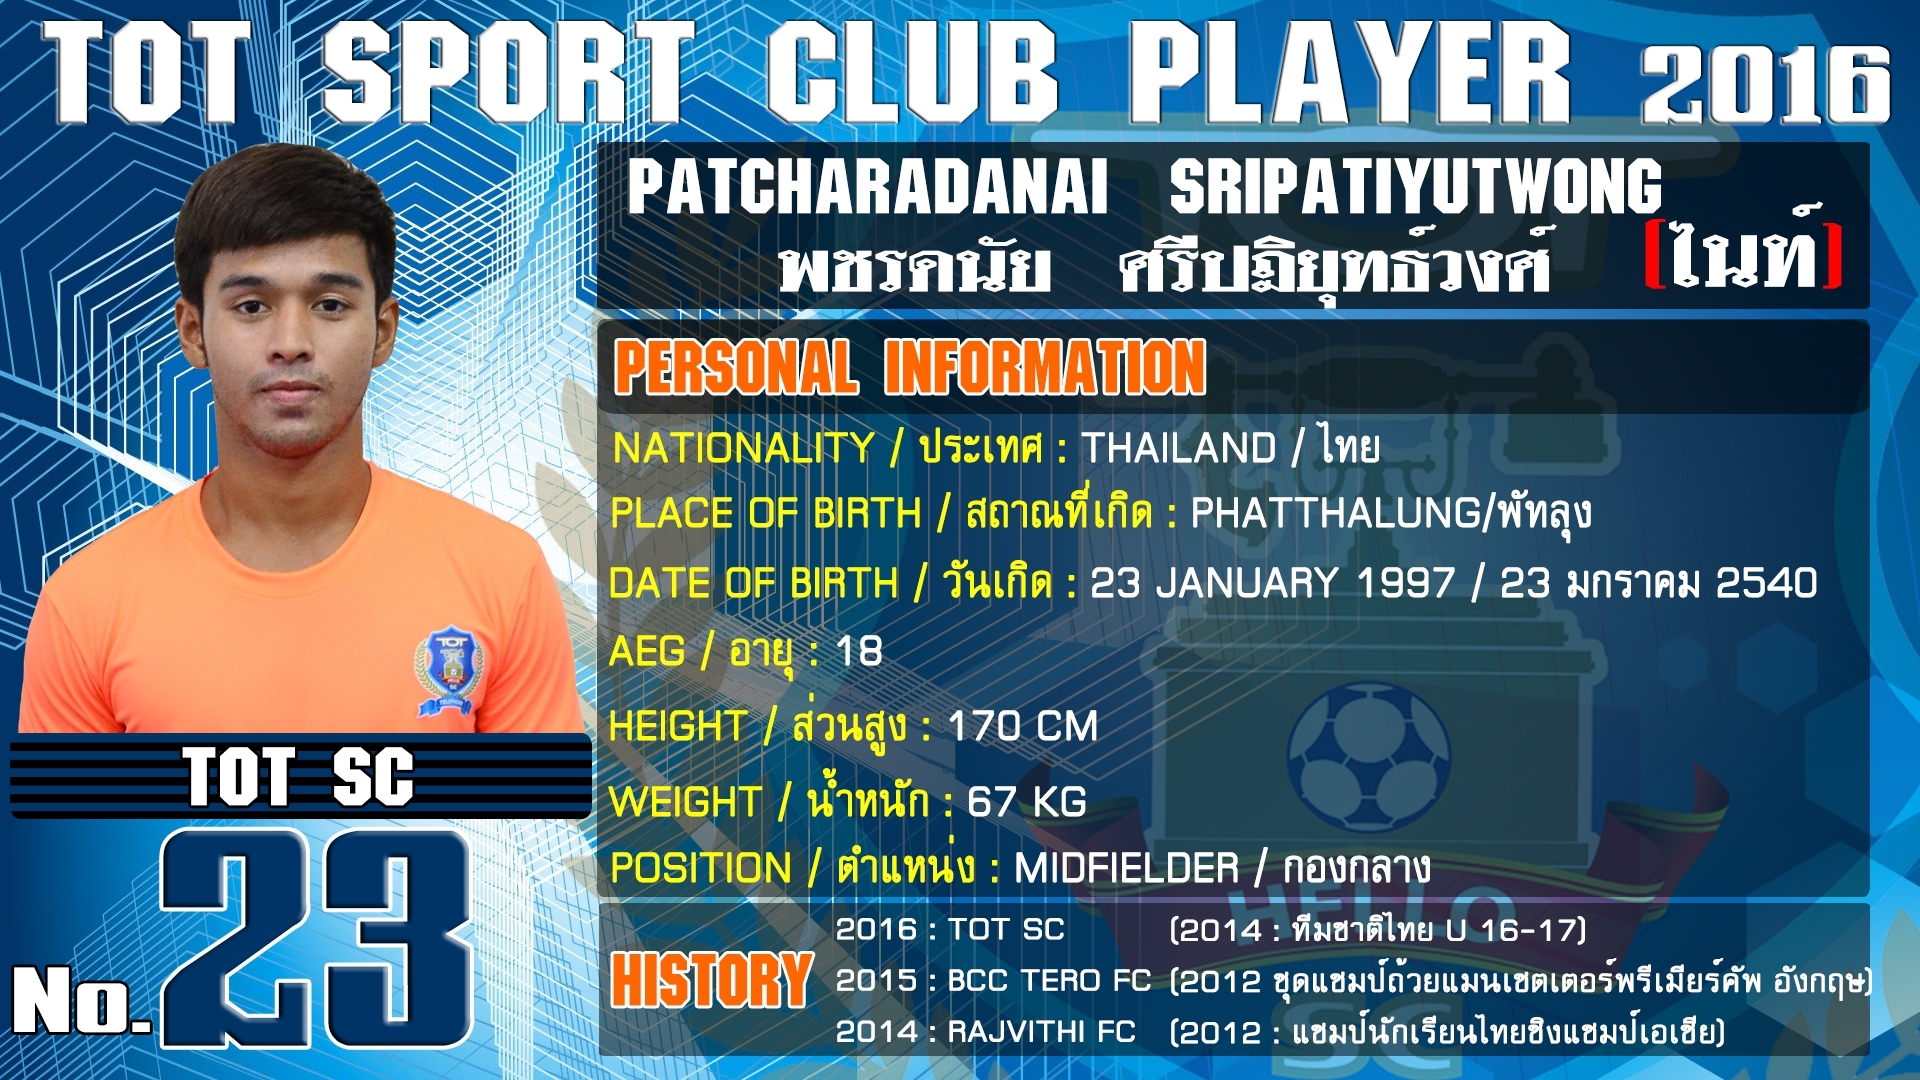 TOT SPORT CLUB PLAYER 2016
PATCHARADANAI SRIPATIYUTWONG
พชรดนัย ศรีปฏิยุทธ์วงศ์ (ไนท์)
PERSONAL INFORMATION
NATIONALITY / ประเทศ : THAILAND / ไทย
PLACE OF BIRTH / สถาณที่เกิด : PHATTHALUNG/พัทลุง
DATE OF BIRTH / วันเกิด : 23 JANUARY 1997 / 23 มกราคม 2540
AEG / อายุ : 18
HEIGHT / ส่วนสูง : 170 CM
WEIGHT / น้ำหนัก : 67 KG
POSITION / ตำแหน่ง : MIDFIELDER / กองกลาง
HISTORY
2016 : TOT SC (2014 : ทีมชาติไทย U 16-17)
2015 : BCC TERO FC (2012 ชุดแชมป์ถ้วยแมนเชตเตอร์พรีเมียร์คัพ อังกฤษ)
2014 : RAJVITHI FC (2012 : แชมป์นักเรียนไทยชิงแชมป์เอเชีย)
TOT
SC
TOT SC
No. 23
HELLO
SC